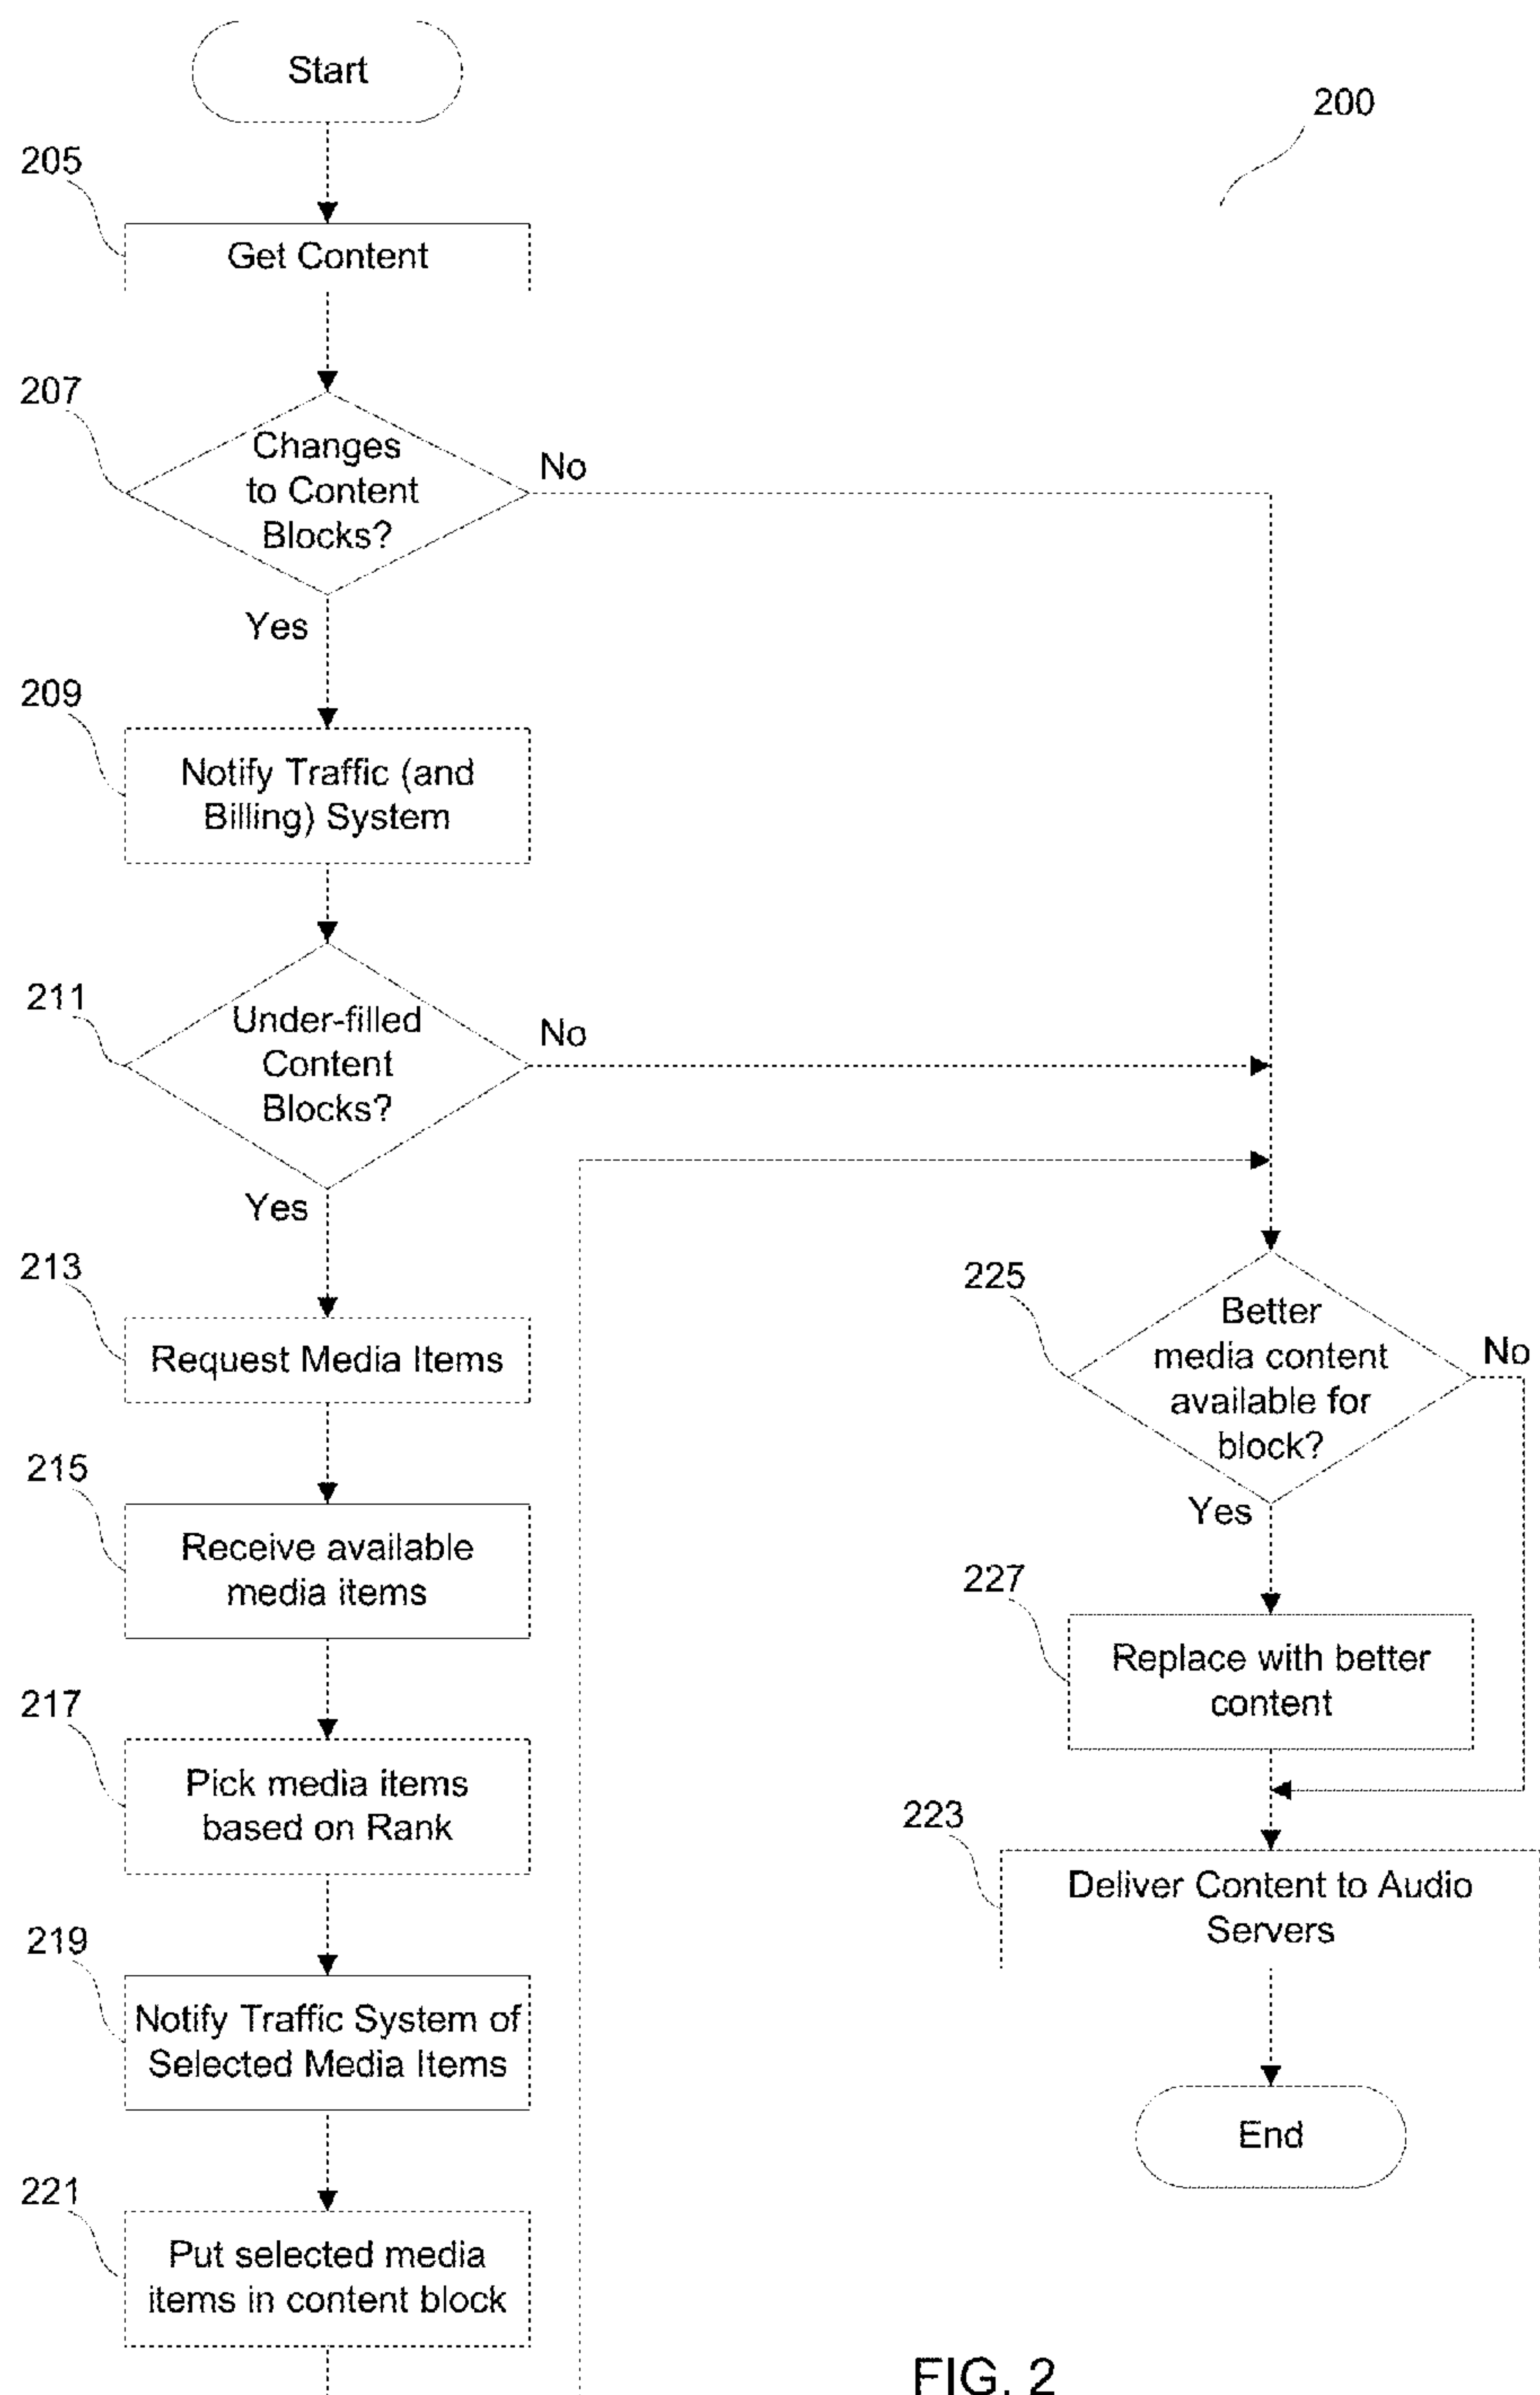 Start
200
205
Get Content
207
Changes
to Content
Blocks?
No
Yes
209
Notify Traffic (and
Billing) System
211
Under-filled
Content
Blocks?
No
Yes
213
Request Media Items
215
Receive available
media items
217
Pick media items
based on Rank
219
Notify Traffic System of
Selected Media Items
221
Put selected media
items in content block
225
Better
media content
available for
block?
No
Yes
227
Replace with better
content
223
Deliver Content to Audio
Servers
End
FIG. 2